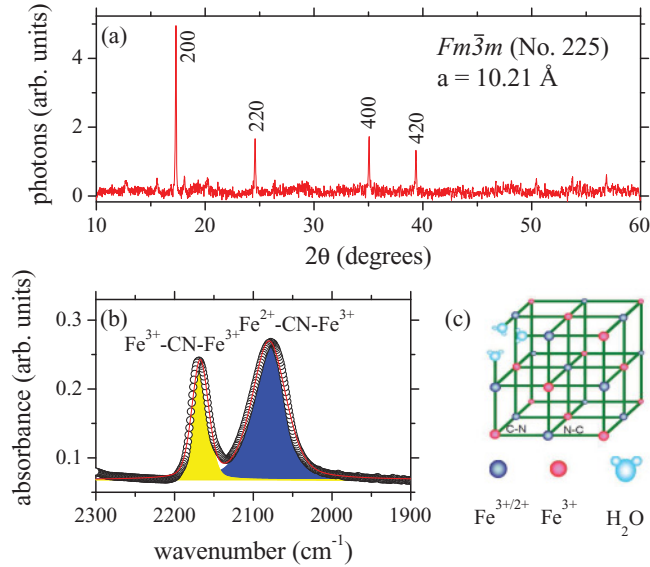 (a)
200
220
400
420
Fm3̅m (No. 225)
a = 10.21 Å
photons (arb. units)
4
2
0
10 20 30 40 50 60
2θ (degrees)
(b)
Fe³⁺-CN-Fe³⁺
Fe²⁺-CN-Fe³⁺
absorbance (arb. units)
0.3
0.2
0.1
2300 2200 2100 2000 1900
wavenumber (cm⁻¹)
(c)
C-N N-C
Fe³⁺/²⁺ Fe³⁺ H₂O